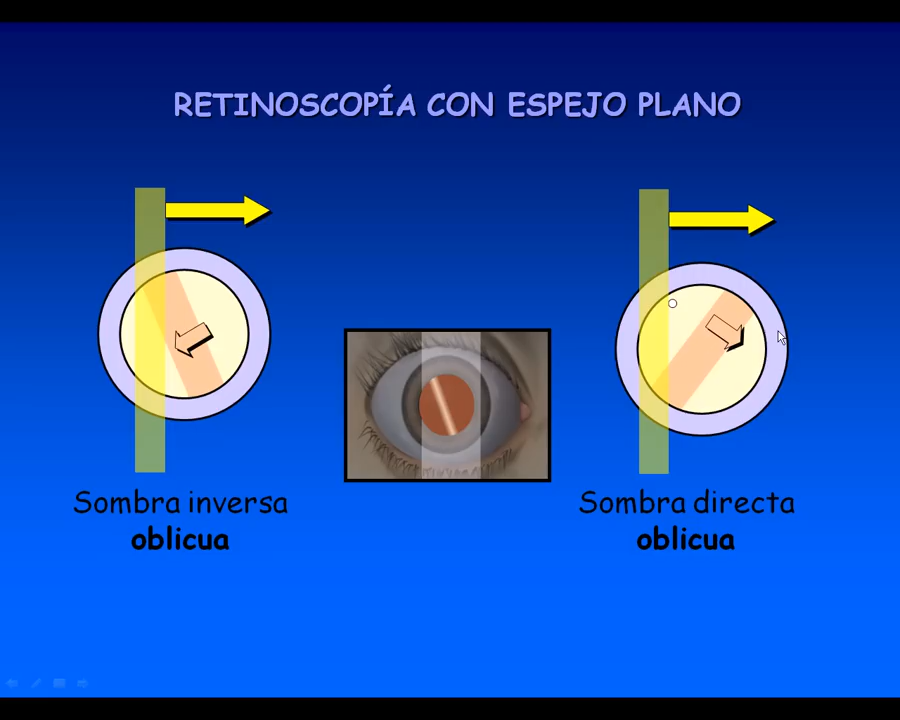 RETINOSCOPÍA CON ESPEJO PLANO
Sombra inversa
oblicua
Sombra directa
oblicua